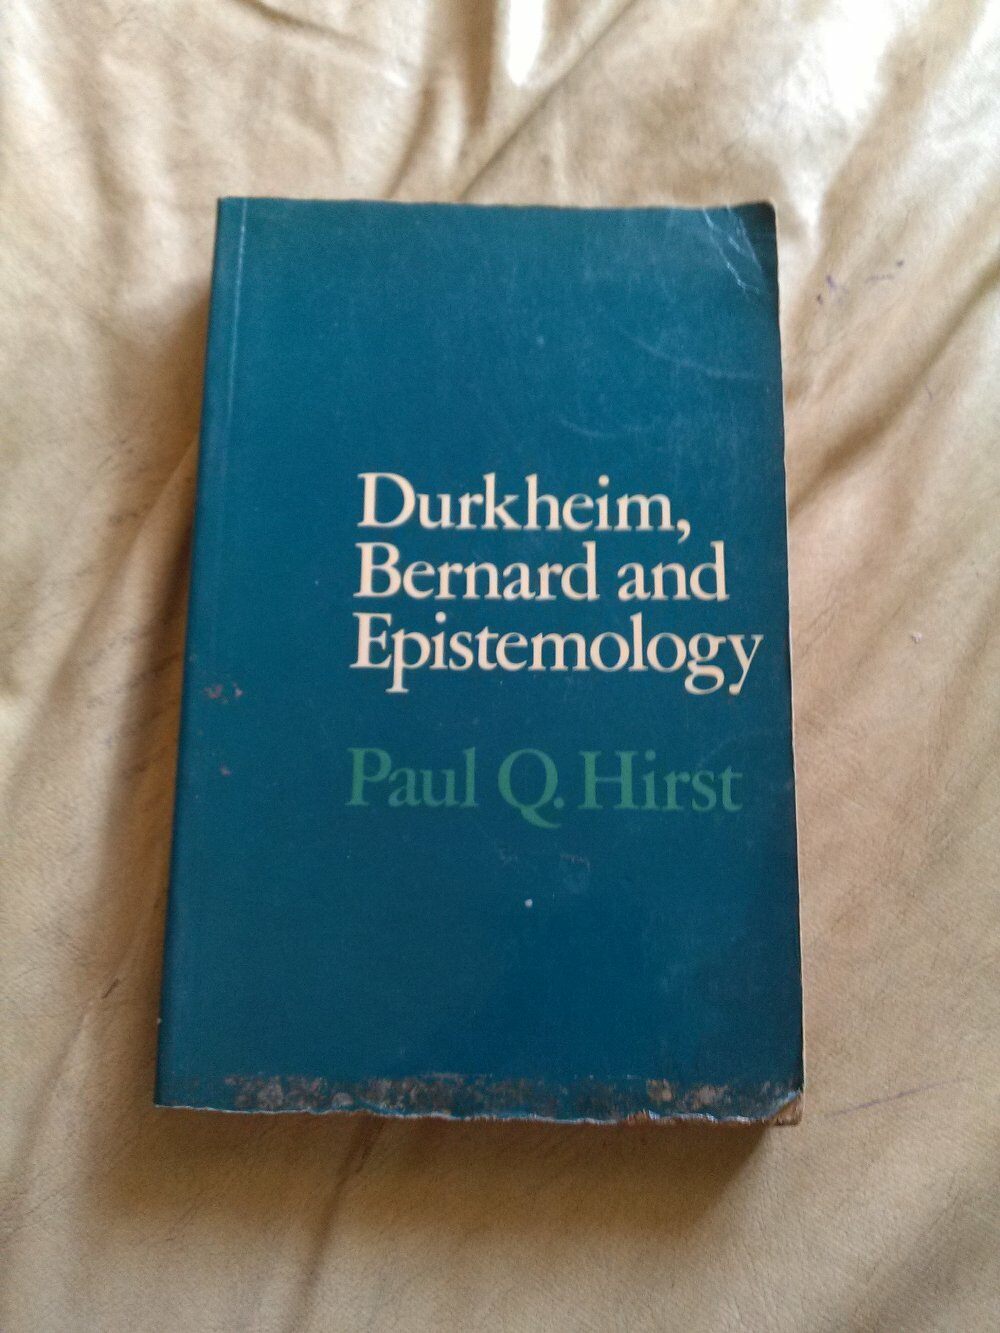 Durkheim,
Bernard and
Epistemology
Paul Q. Hirst